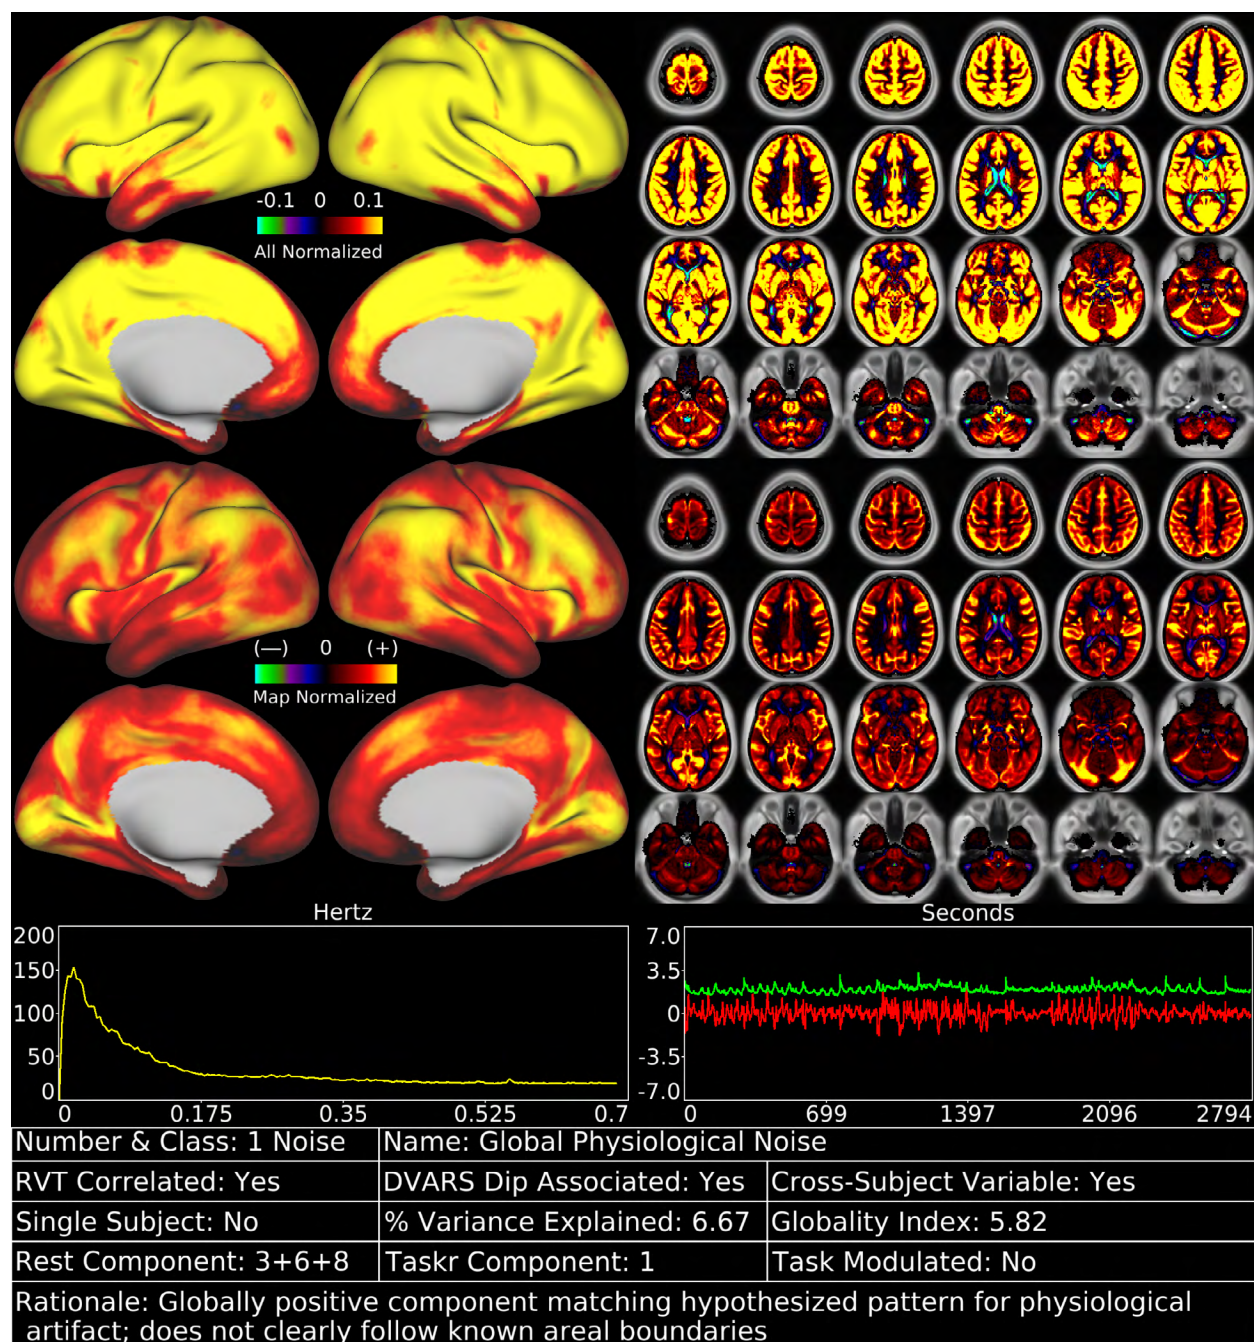 -0.1 0 0.1
All Normalized
(—) 0 (+)
Map Normalized
Hertz
Seconds
200
150
100
50
0
0 0.175 0.35 0.525 0.7
7.0
3.5
0
-3.5
-7.0
0 699 1397 2096 2794
Number & Class: 1 Noise Name: Global Physiological Noise
RVT Correlated: Yes DVARS Dip Associated: Yes Cross-Subject Variable: Yes
Single Subject: No % Variance Explained: 6.67 Globality Index: 5.82
Rest Component: 3+6+8 Taskr Component: 1 Task Modulated: No
Rationale: Globally positive component matching hypothesized pattern for physiological
artifact; does not clearly follow known areal boundaries